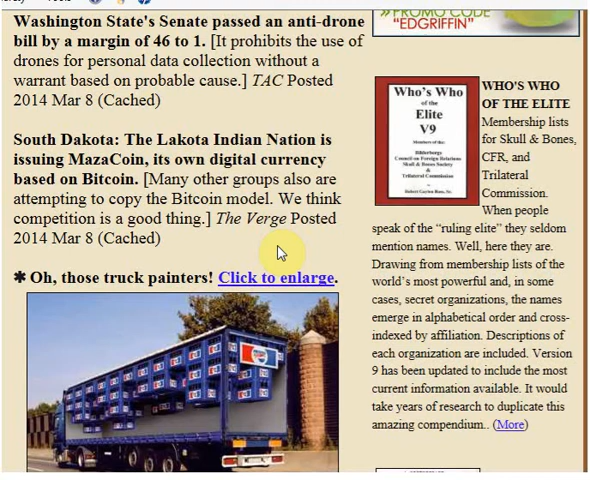 PROMO CODE
"EDGRIFFIN"
Washington State's Senate passed an anti-drone
bill by a margin of 46 to 1. [It prohibits the use of
drones for personal data collection without a
warrant based on probable cause.] TAC Posted
2014 Mar 8 (Cached)
South Dakota: The Lakota Indian Nation is
issuing MazaCoin, its own digital currency
based on Bitcoin. [Many other groups also are
attempting to copy the Bitcoin model. We think
competition is a good thing.] The Verge Posted
2014 Mar 8 (Cached)
✱ Oh, those truck painters! Click to enlarge.
Who's Who
of the
Elite
V9
Members of the:
Bilderbergs
Council on Foreign Relations
Skull & Bones Society
&
Trilateral Commission
Robert Gaylon Ross, Sr.
WHO'S WHO
OF THE ELITE
Membership lists
for Skull & Bones,
CFR, and
Trilateral
Commission.
When people
speak of the “ruling elite” they seldom
mention names. Well, here they are.
Drawing from membership lists of the
world’s most powerful and, in some
cases, secret organizations, the names
emerge in alphabetical order and cross-
indexed by affiliation. Descriptions of
each organization are included. Version
9 has been updated to include the most
current information available. It would
take years of research to duplicate this
amazing compendium.. (More)